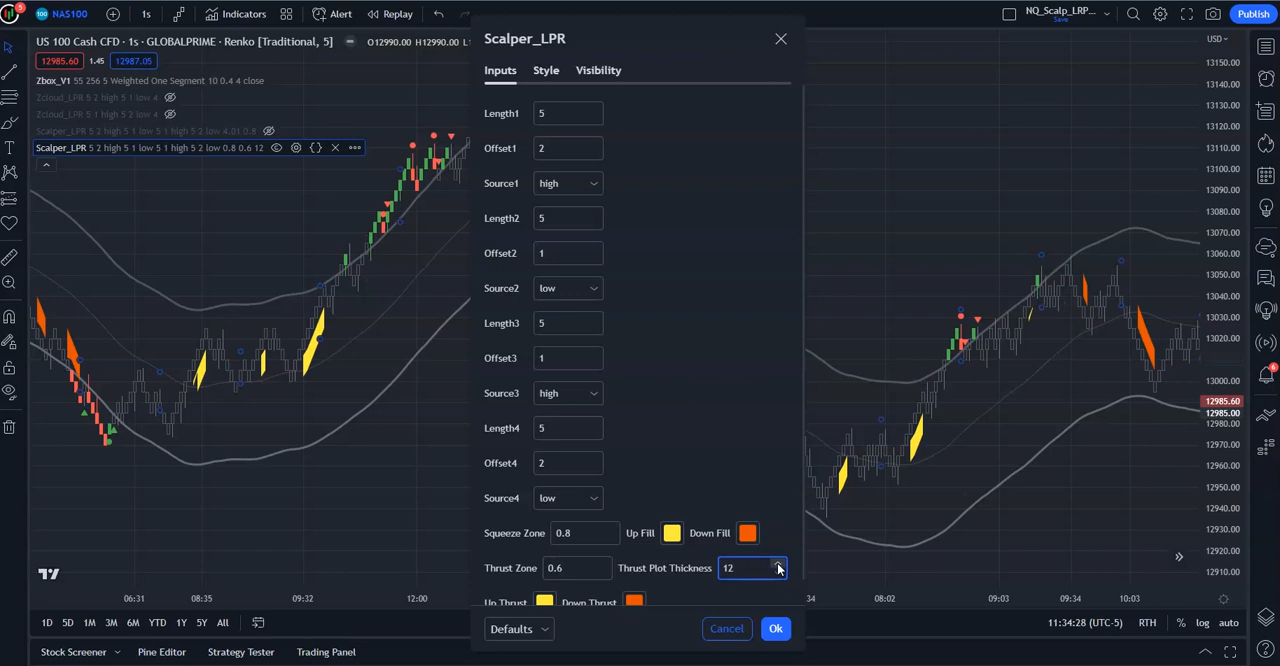 5
100 NAS100
1s
Indicators
Alert
Replay
NQ_Scalp_LRP...
Save
Publish
US 100 Cash CFD · 1s · GLOBALPRIME · Renko [Traditional, 5]
O12990.00 H12990.00 L1
USD
12985.60
1.45
12987.05
Zbox_V1 55 256 5 Weighted One Segment 10 0.4 4 close
Zcloud_LPR 5 2 high 5 1 low 4
Zcloud_LPR 5 2 high 5 1 low 4
Scalper_LPR 5 2 high 5 1 low 5 1 high 5 2 low 4.01 0.8
Scalper_LPR 5 2 high 5 1 low 5 1 high 5 2 low 0.8 0.6 12
Scalper_LPR
Inputs
Style
Visibility
Length1
5
Offset1
2
Source1
high
Length2
5
Offset2
1
Source2
low
Length3
5
Offset3
1
Source3
high
Length4
5
Offset4
2
Source4
low
Squeeze Zone
0.8
Up Fill
Down Fill
Thrust Zone
0.6
Thrust Plot Thickness
12
Up Thrust
Down Thrust
Defaults
Cancel
Ok
13150.00
13140.00
13130.00
13120.00
13110.00
13100.00
13090.00
13080.00
13070.00
13060.00
13050.00
13040.00
13030.00
13020.00
13010.00
13000.00
12985.60
12985.00
12980.00
12970.00
12960.00
12950.00
12940.00
12930.00
12920.00
12910.00
6
06:31
08:35
09:32
12:00
:34
08:02
09:03
09:34
10:03
1D
5D
1M
3M
6M
YTD
1Y
5Y
All
11:34:28 (UTC-5)
RTH
%
log
auto
Stock Screener
Pine Editor
Strategy Tester
Trading Panel